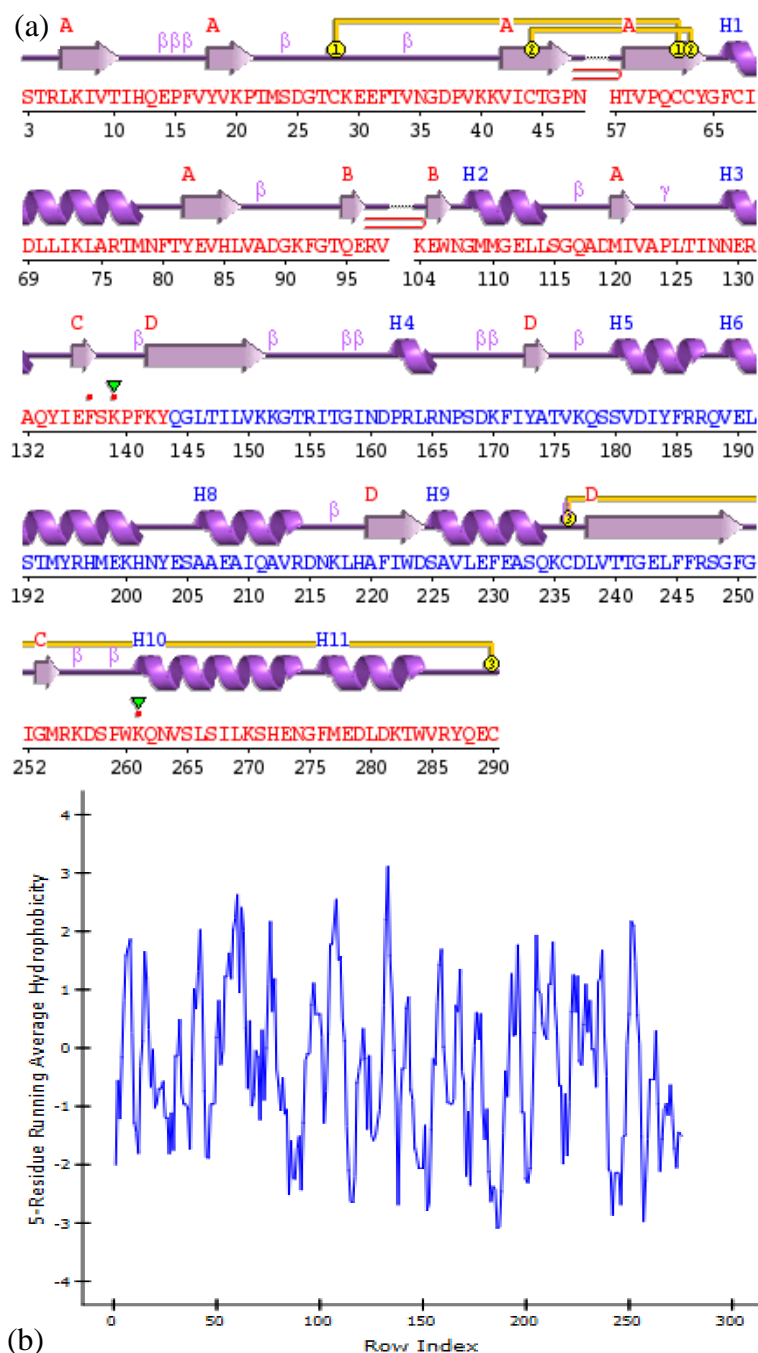 (a)
A βββ A β β A A H1
1 2 1 2
STRLKIVTIHQEPFVYVKPTMSDGTCKEEFTVNGDPVKKVICTGPN HTVPQCCYGFCI
3 10 15 20 25 30 35 40 45 57 65
A β B B H2 β A γ H3
DLLIKLARTMNFTYEVHLVADGKFGTQERV KEWNGMMGELLSGQADMIVAPLTINNER
69 75 80 85 90 95 104 110 115 120 125 131
C β D β ββ H4 ββ D β H5 H6
AQYIEFSKPFKYQGLTILVKKGTRITGINDPRLRNPSDKFIYATVKQSSVDIYFRRQVEL
132 140 145 150 155 160 165 170 175 180 185 191
H8 β D H9 3 D
STMYRHMEKHNYESAAEAIQAVRDNKLHAFIWDSAVLEFEASQKCDLVTTGELFFRSGFG
192 200 205 210 215 220 225 230 235 240 245 251
C β β H10 H11 3
IGMRKDSPWKQNVSLSILKSHENGFMEDLDKTWVRYQEC
252 260 265 270 275 280 285 290
5-Residue Running Average Hydrophobicity
4
3
2
1
0
-1
-2
-3
-4
0 50 100 150 200 250 300
Row Index
(b)